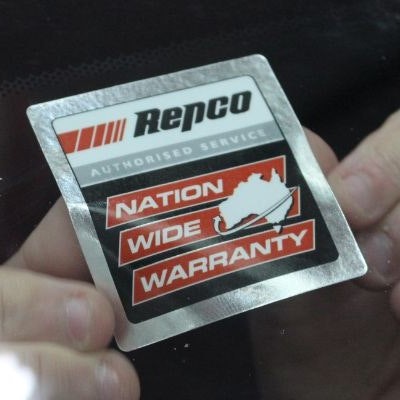 Repco
AUTHORISED SERVICE
NATION
WIDE
WARRANTY